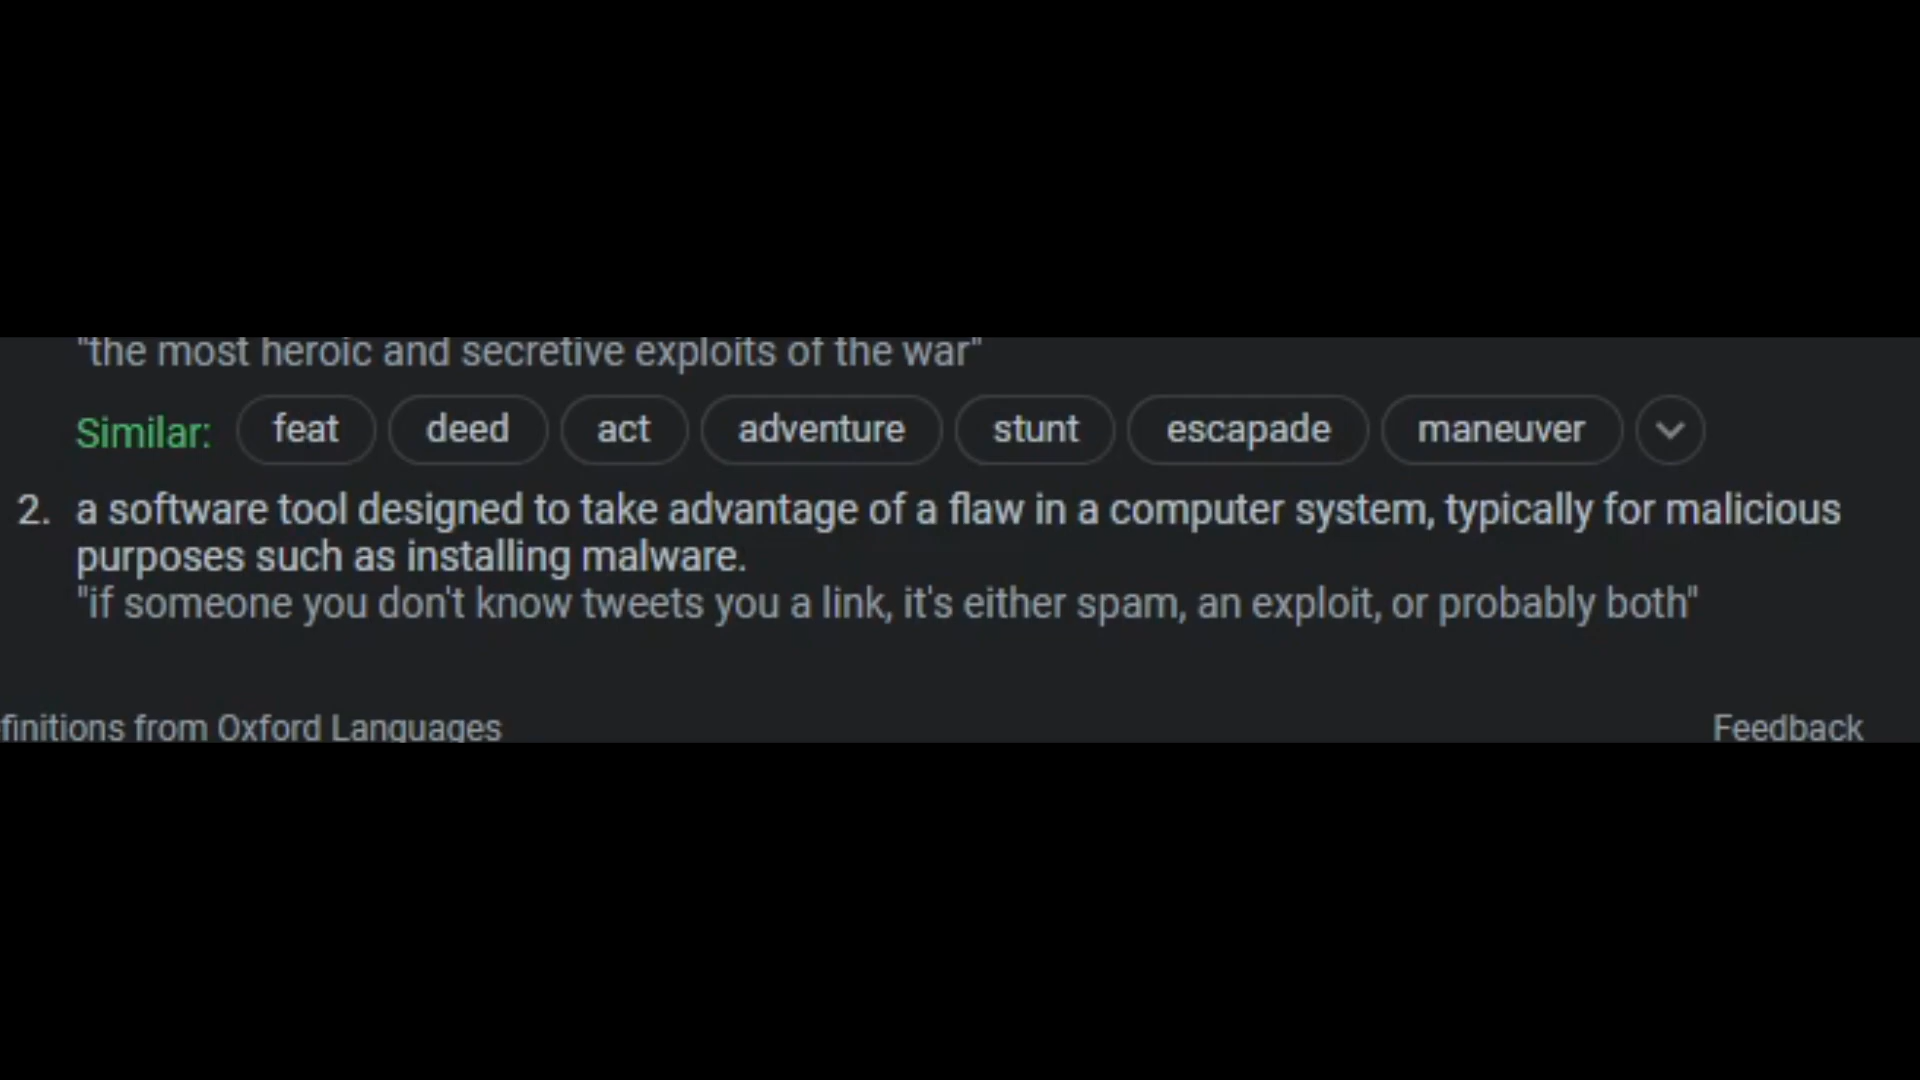 "the most heroic and secretive exploits of the war"
Similar: feat deed act adventure stunt escapade maneuver
2. a software tool designed to take advantage of a flaw in a computer system, typically for malicious
purposes such as installing malware.
"if someone you don't know tweets you a link, it's either spam, an exploit, or probably both"
finitions from Oxford Languages Feedback